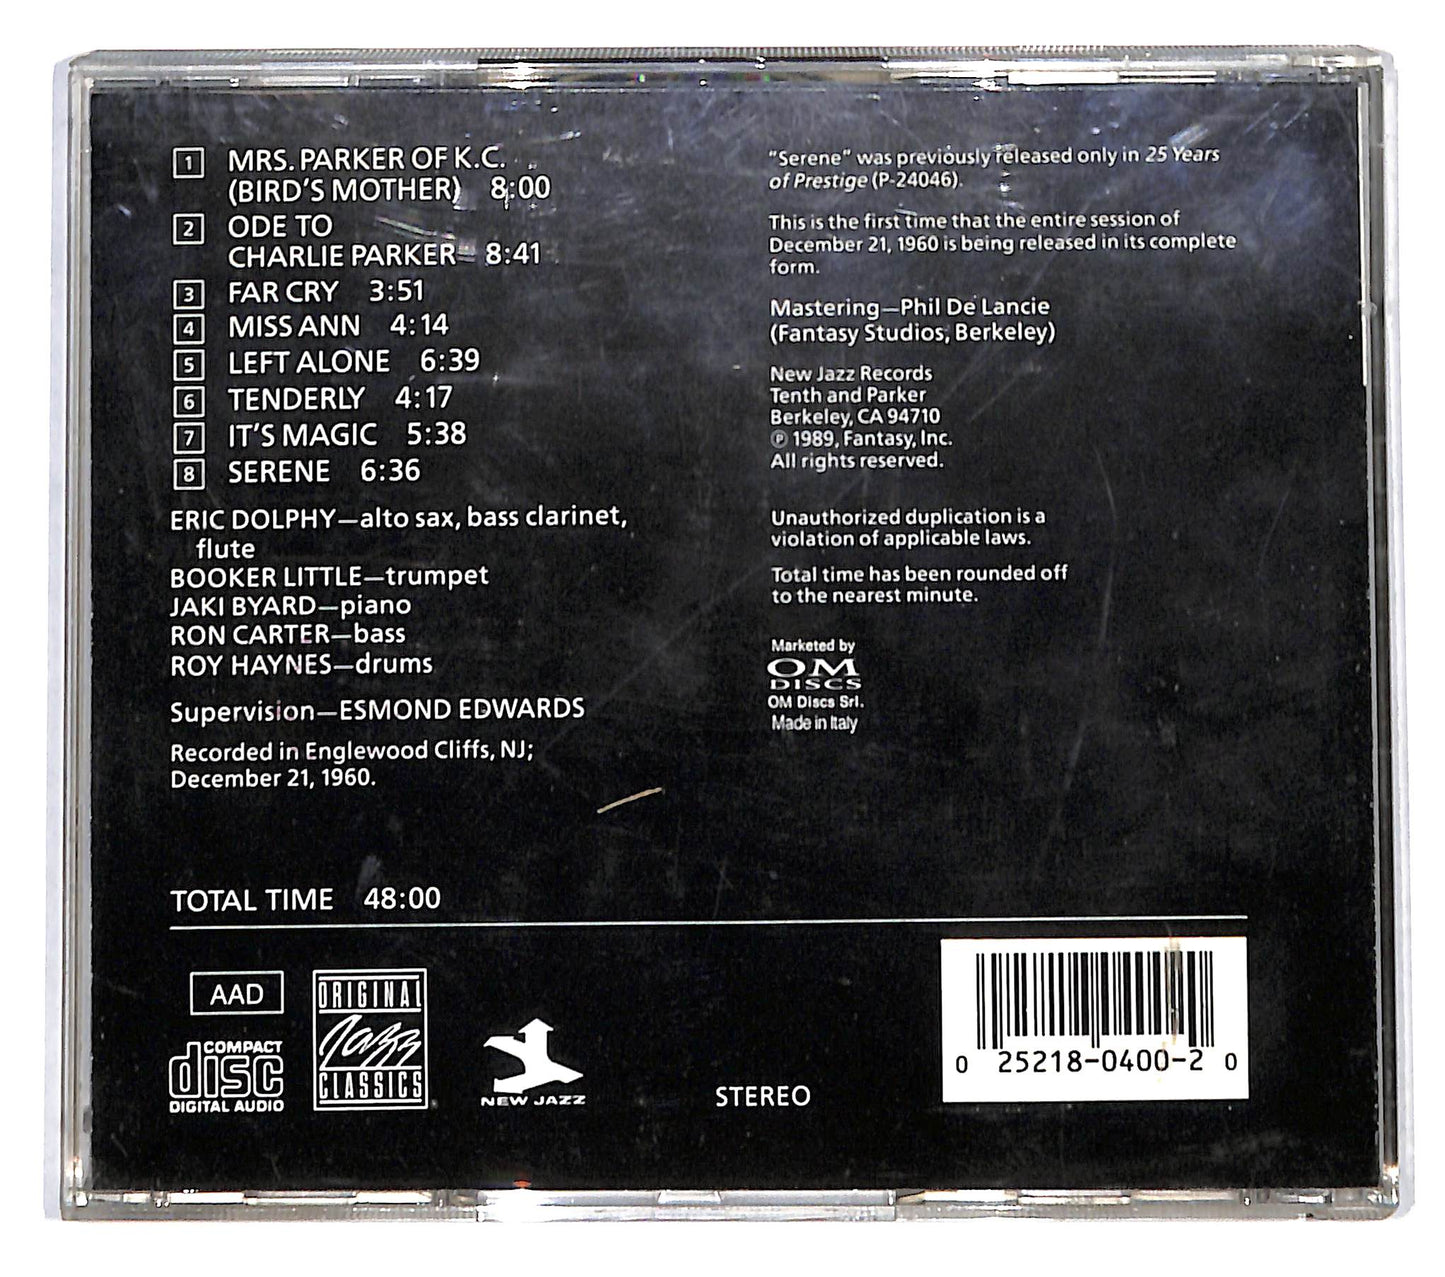 1 MRS. PARKER OF K.C.
(BIRD'S MOTHER) 8:00
2 ODE TO
CHARLIE PARKER 8:41
3 FAR CRY 3:51
4 MISS ANN 4:14
5 LEFT ALONE 6:39
6 TENDERLY 4:17
7 IT'S MAGIC 5:38
8 SERENE 6:36
ERIC DOLPHY—alto sax, bass clarinet,
flute
BOOKER LITTLE—trumpet
JAKI BYARD—piano
RON CARTER—bass
ROY HAYNES—drums
Supervision—ESMOND EDWARDS
Recorded in Englewood Cliffs, NJ;
December 21, 1960.
TOTAL TIME 48:00
"Serene" was previously released only in 25 Years
of Prestige (P-24046).
This is the first time that the entire session of
December 21, 1960 is being released in its complete
form.
Mastering—Phil De Lancie
(Fantasy Studios, Berkeley)
New Jazz Records
Tenth and Parker
Berkeley, CA 94710
℗ 1989, Fantasy, Inc.
All rights reserved.
Unauthorized duplication is a
violation of applicable laws.
Total time has been rounded off
to the nearest minute.
Marketed by
OM
DISCS
OM Discs Srl.
Made in Italy
AAD
COMPACT
disc
DIGITAL AUDIO
ORIGINAL
Jazz
CLASSICS
NEW JAZZ
STEREO
0 25218-0400-2 0